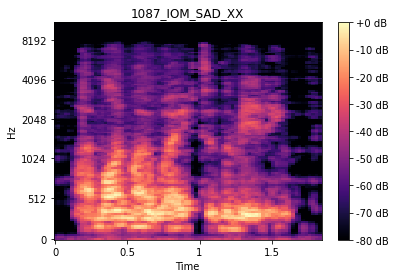 1087_IOM_SAD_XX
+0 dB
8192
-10 dB
4096
-20 dB
-30 dB
2048
Hz
-40 dB
1024
-50 dB
512
-60 dB
-70 dB
0
-80 dB
0
0.5
1
1.5
Time